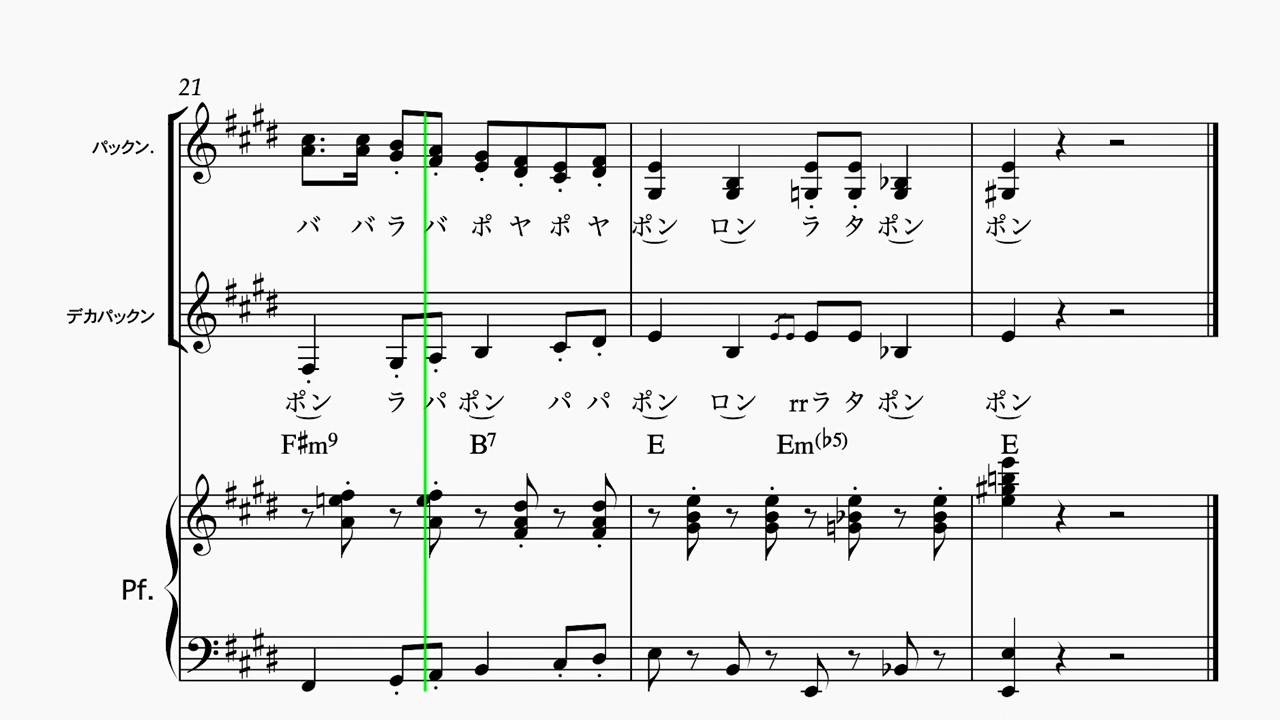 21
パックン.
バ バ ラ バ ポ ヤ ポ ヤ ポン ロン ラ タ ポン ポン
デカパックン
ポン ラ パ ポン パ パ ポン ロン rrラ タ ポン ポン
F♯m9 B7 E Em(♭5) E
Pf.